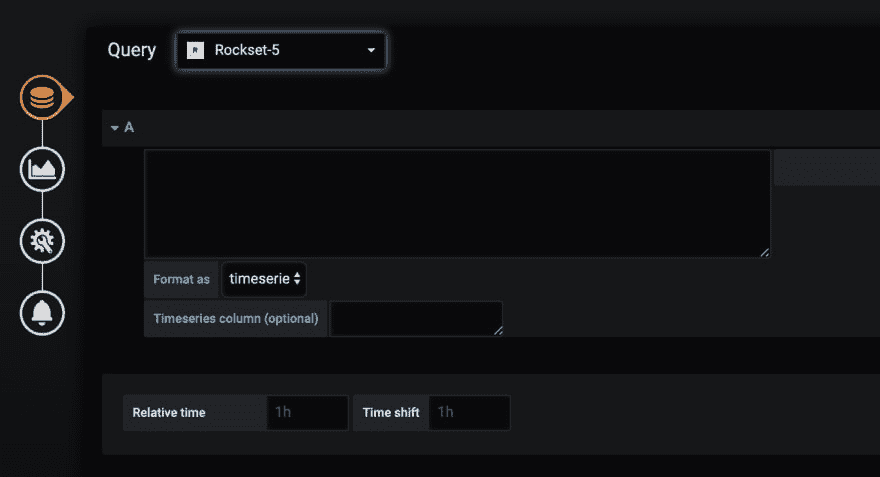 Query Rockset-5
A
Format as timeserie
Timeseries column (optional)
Relative time 1h Time shift 1h